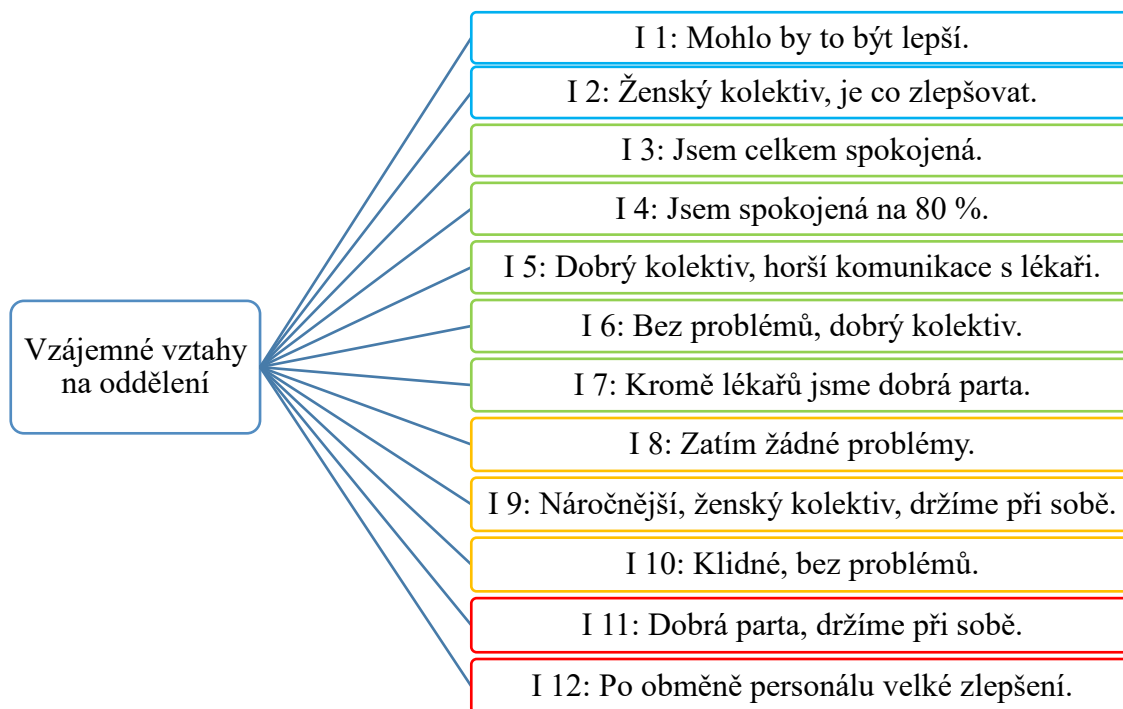 Vzájemné vztahy
na oddělení
I 1: Mohlo by to být lepší.
I 2: Ženský kolektiv, je co zlepšovat.
I 3: Jsem celkem spokojená.
I 4: Jsem spokojená na 80 %.
I 5: Dobrý kolektiv, horší komunikace s lékaři.
I 6: Bez problémů, dobrý kolektiv.
I 7: Kromě lékařů jsme dobrá parta.
I 8: Zatím žádné problémy.
I 9: Náročnější, ženský kolektiv, držíme při sobě.
I 10: Klidné, bez problémů.
I 11: Dobrá parta, držíme při sobě.
I 12: Po obměně personálu velké zlepšení.